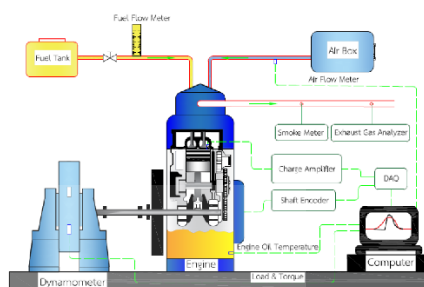 Fuel Flow Meter
Fuel Tank
Air Box
Air Flow Meter
Smoke Meter
Exhaust Gas Analyzer
Charge Amplifier
DAQ
Shaft Encoder
Engine Oil Temperature
Dynamometer
Engine
Load & Torque
Computer